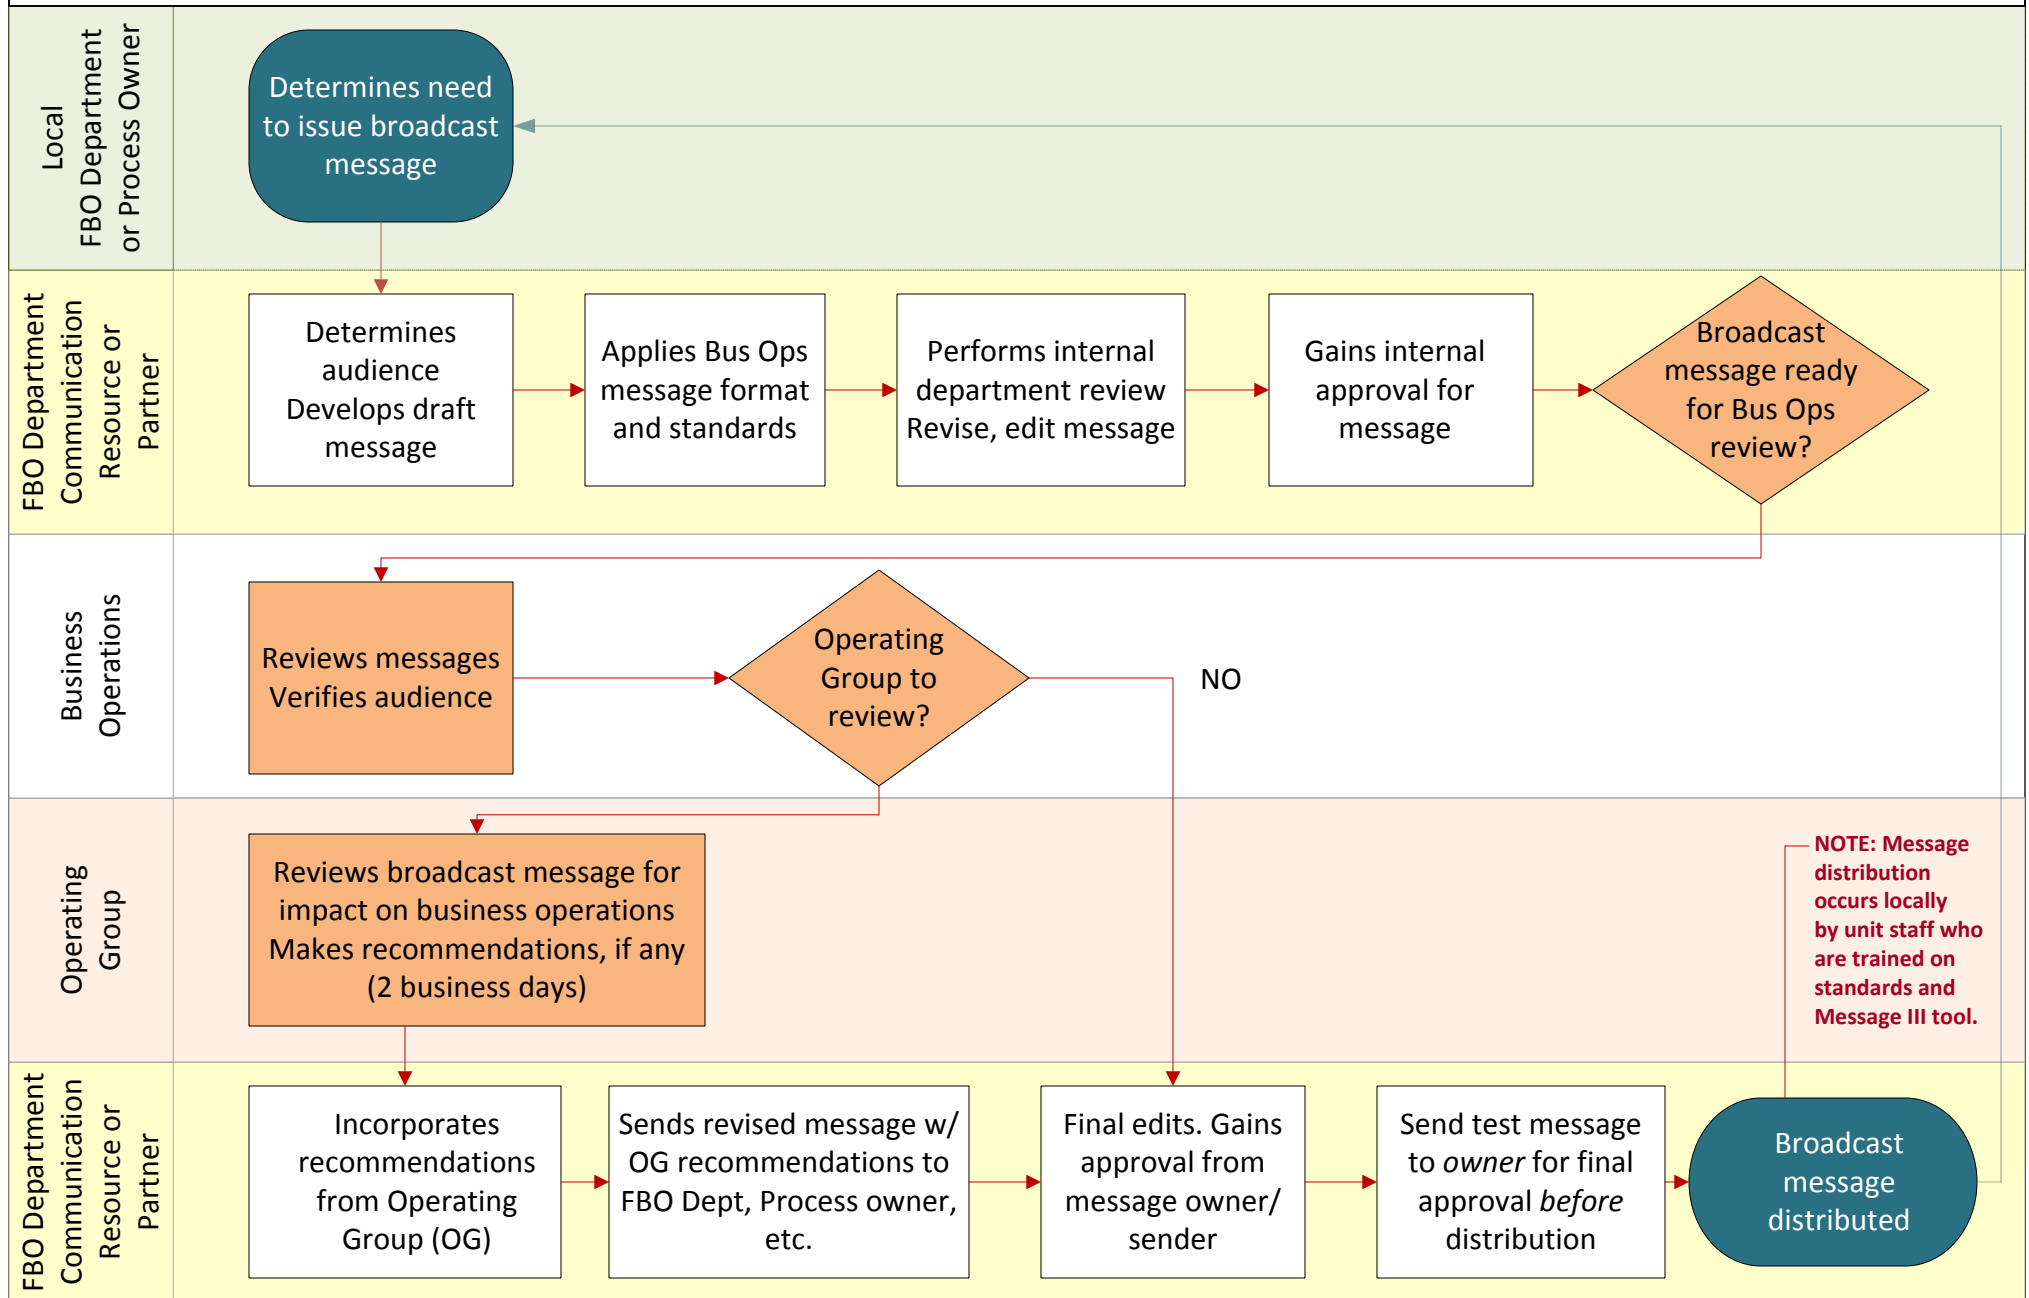 Local
FBO Department
or Process Owner
Determines need
to issue broadcast
message
FBO Department
Communication
Resource or
Partner
Determines
audience
Develops draft
message
Applies Bus Ops
message format
and standards
Performs internal
department review
Revise, edit message
Gains internal
approval for
message
Broadcast
message ready
for Bus Ops
review?
Business
Operations
Reviews messages
Verifies audience
Operating
Group to
review?
NO
Operating
Group
Reviews broadcast message for
impact on business operations
Makes recommendations, if any
(2 business days)
NOTE: Message
distribution
occurs locally
by unit staff who
are trained on
standards and
Message III tool.
FBO Department
Communication
Resource or
Partner
Incorporates
recommendations
from Operating
Group (OG)
Sends revised message w/
OG recommendations to
FBO Dept, Process owner,
etc.
Final edits. Gains
approval from
message owner/
sender
Send test message
to owner for final
approval before
distribution
Broadcast
message
distributed